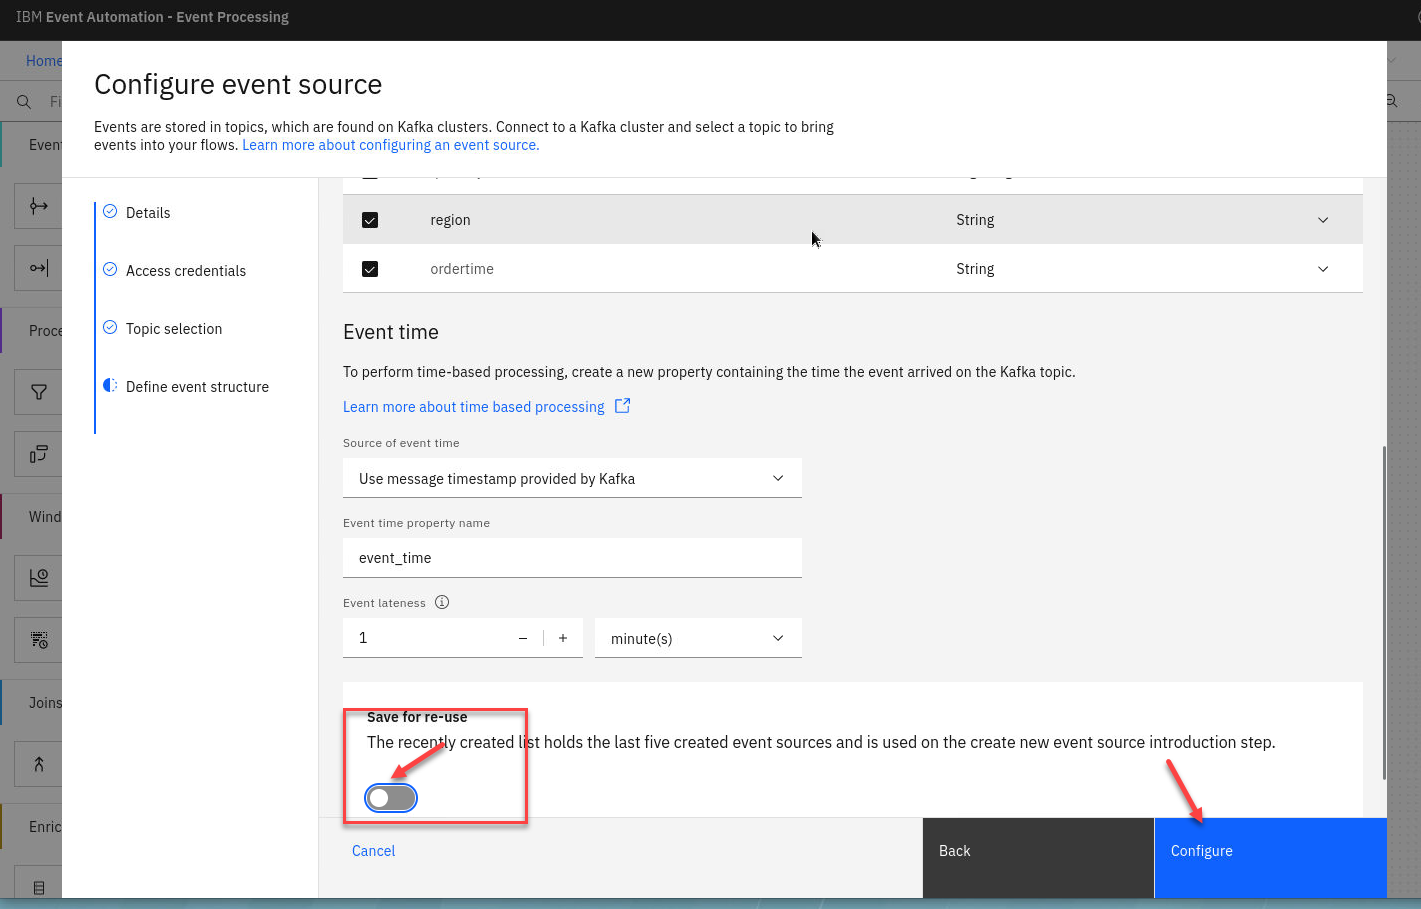 IBM Event Automation - Event Processing
Home
Configure event source
Events are stored in topics, which are found on Kafka clusters. Connect to a Kafka cluster and select a topic to bring
events into your flows. Learn more about configuring an event source.
Fi
Even
Proce
Wind
Joins
Enric
Details
Access credentials
Topic selection
Define event structure
region String
ordertime String
Event time
To perform time-based processing, create a new property containing the time the event arrived on the Kafka topic.
Learn more about time based processing
Source of event time
Use message timestamp provided by Kafka
Event time property name
event_time
Event lateness
1 minute(s)
Save for re-use
The recently created list holds the last five created event sources and is used on the create new event source introduction step.
Cancel Back Configure